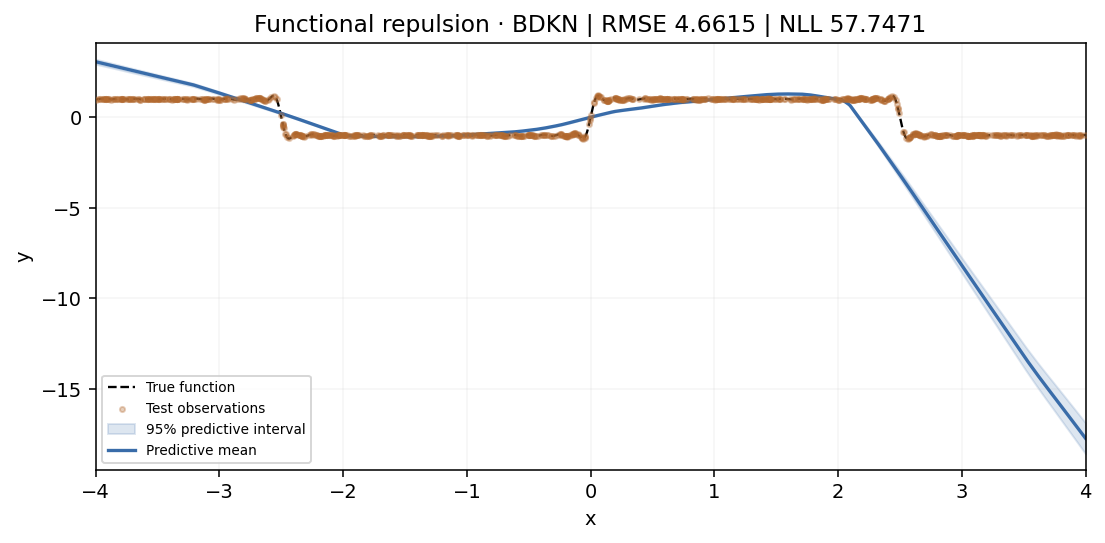 Functional repulsion · BDKN | RMSE 4.6615 | NLL 57.7471
0
−5
−10
−15
y
True function
Test observations
95% predictive interval
Predictive mean
−4
−3
−2
−1
0
1
2
3
4
x